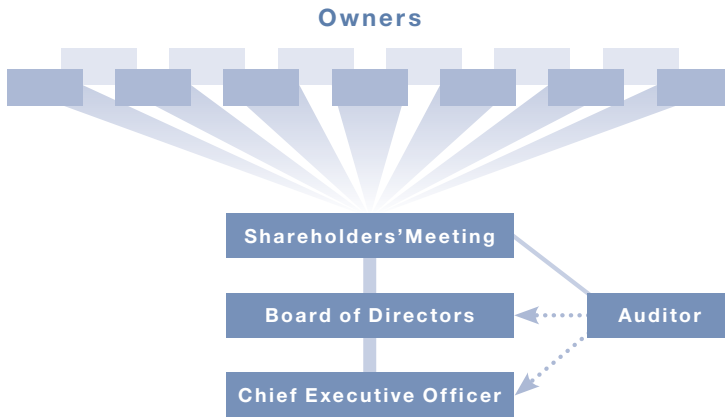 Owners
Shareholders'Meeting
Board of Directors
Auditor
Chief Executive Officer